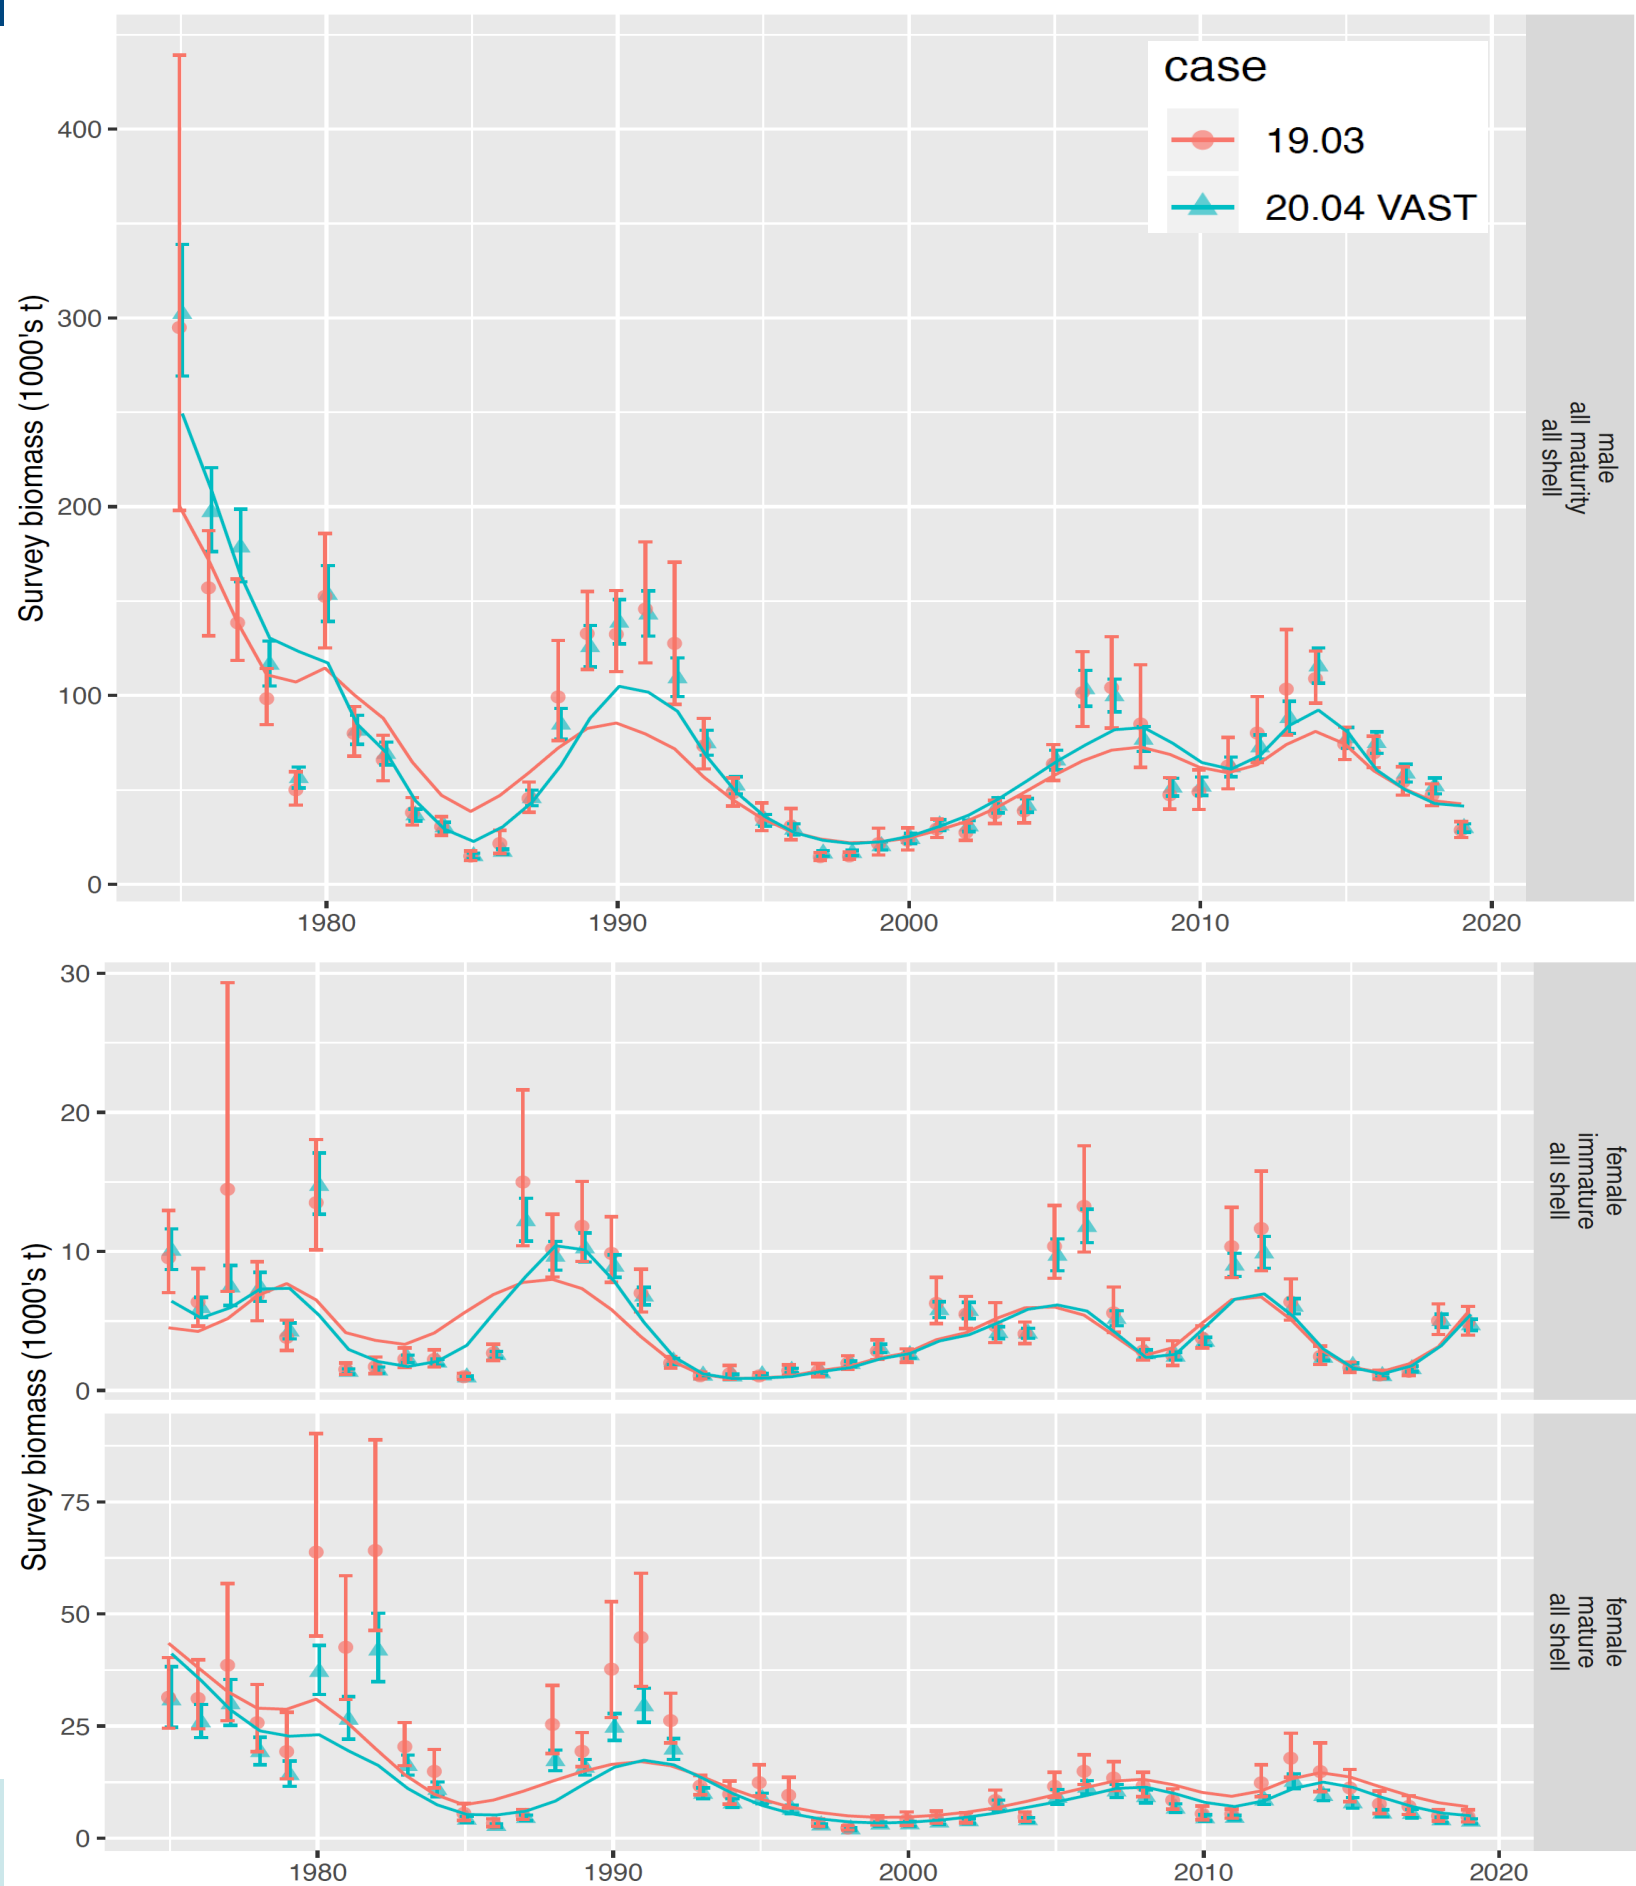 case
19.03
20.04 VAST
Survey biomass (1000's t)
400
300
200
100
0
male
all maturity
all shell
1980
1990
2000
2010
2020
Survey biomass (1000's t)
30
20
10
0
female
immature
all shell
75
50
25
0
female
mature
all shell
1980
1990
2000
2010
2020